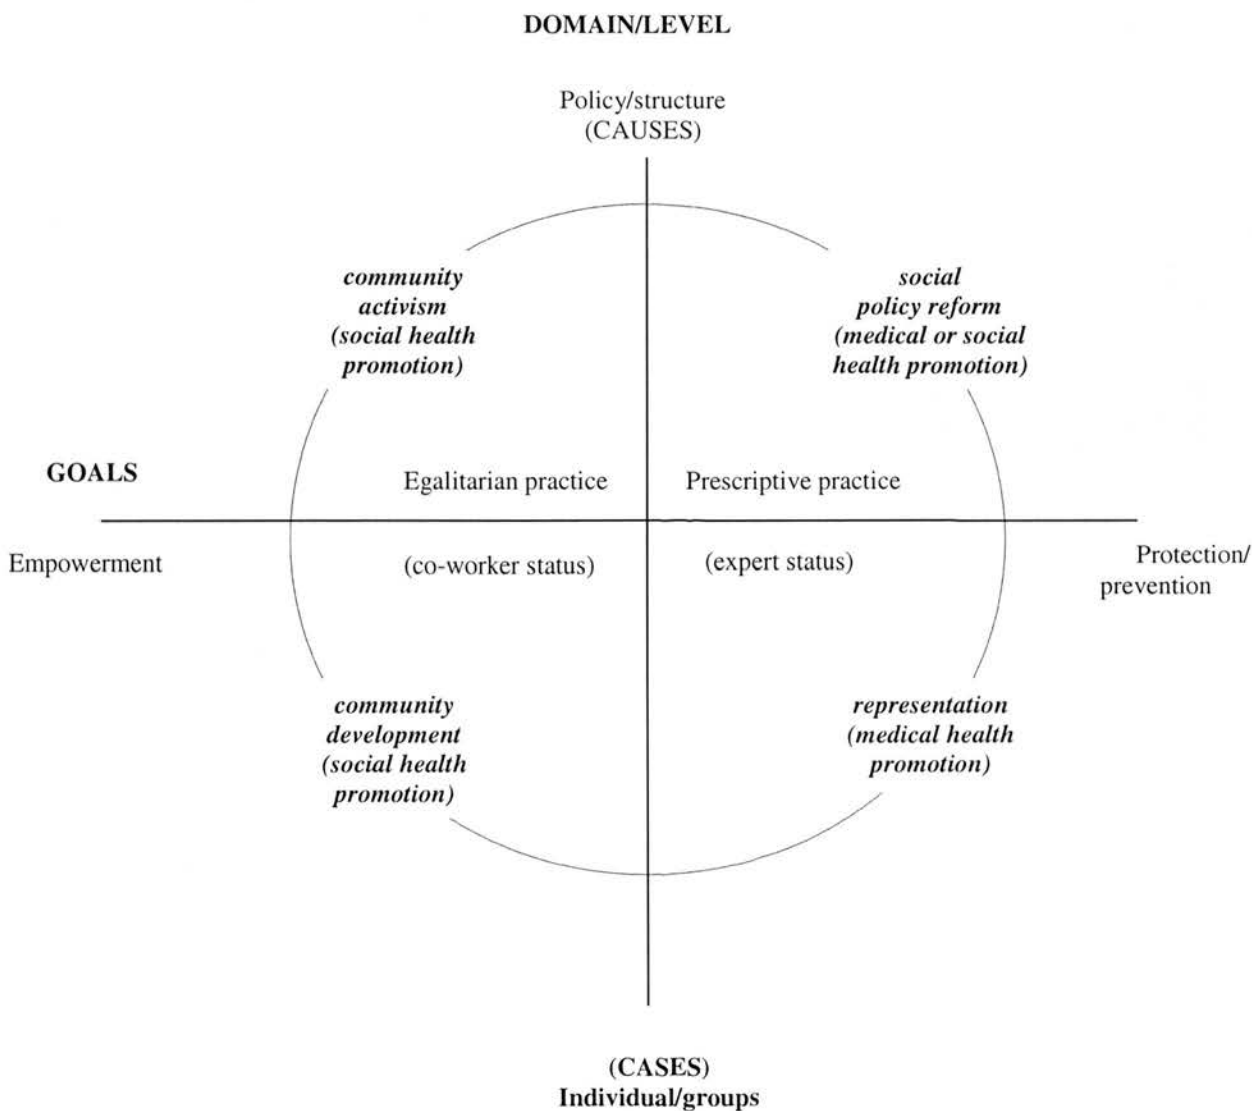 DOMAIN/LEVEL
Policy/structure
(CAUSES)
community
activism
(social health
promotion)
social
policy reform
(medical or social
health promotion)
GOALS
Egalitarian practice
Prescriptive practice
Empowerment
(co-worker status)
(expert status)
Protection/
prevention
community
development
(social health
promotion)
representation
(medical health
promotion)
(CASES)
Individual/groups